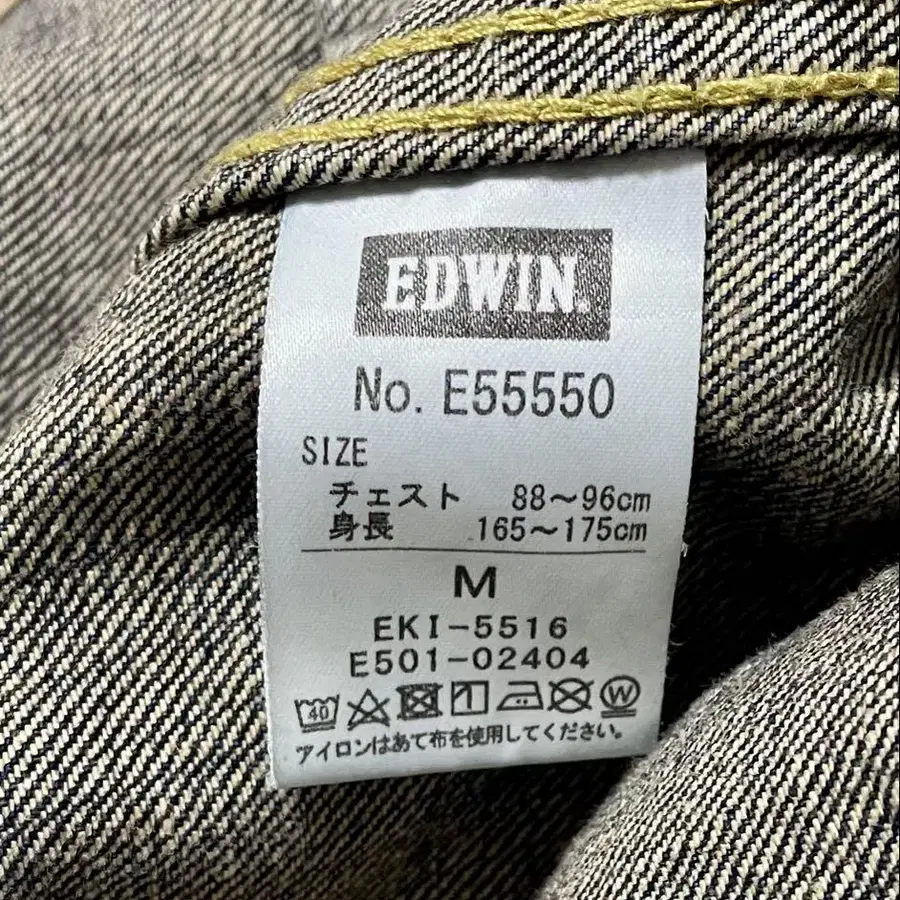 EDWIN.
No. E55550
SIZE
チェスト 88～96cm
身長 165～175cm
M
EKI-5516
E501-02404
40 W
アイロンはあて布を使用してください。